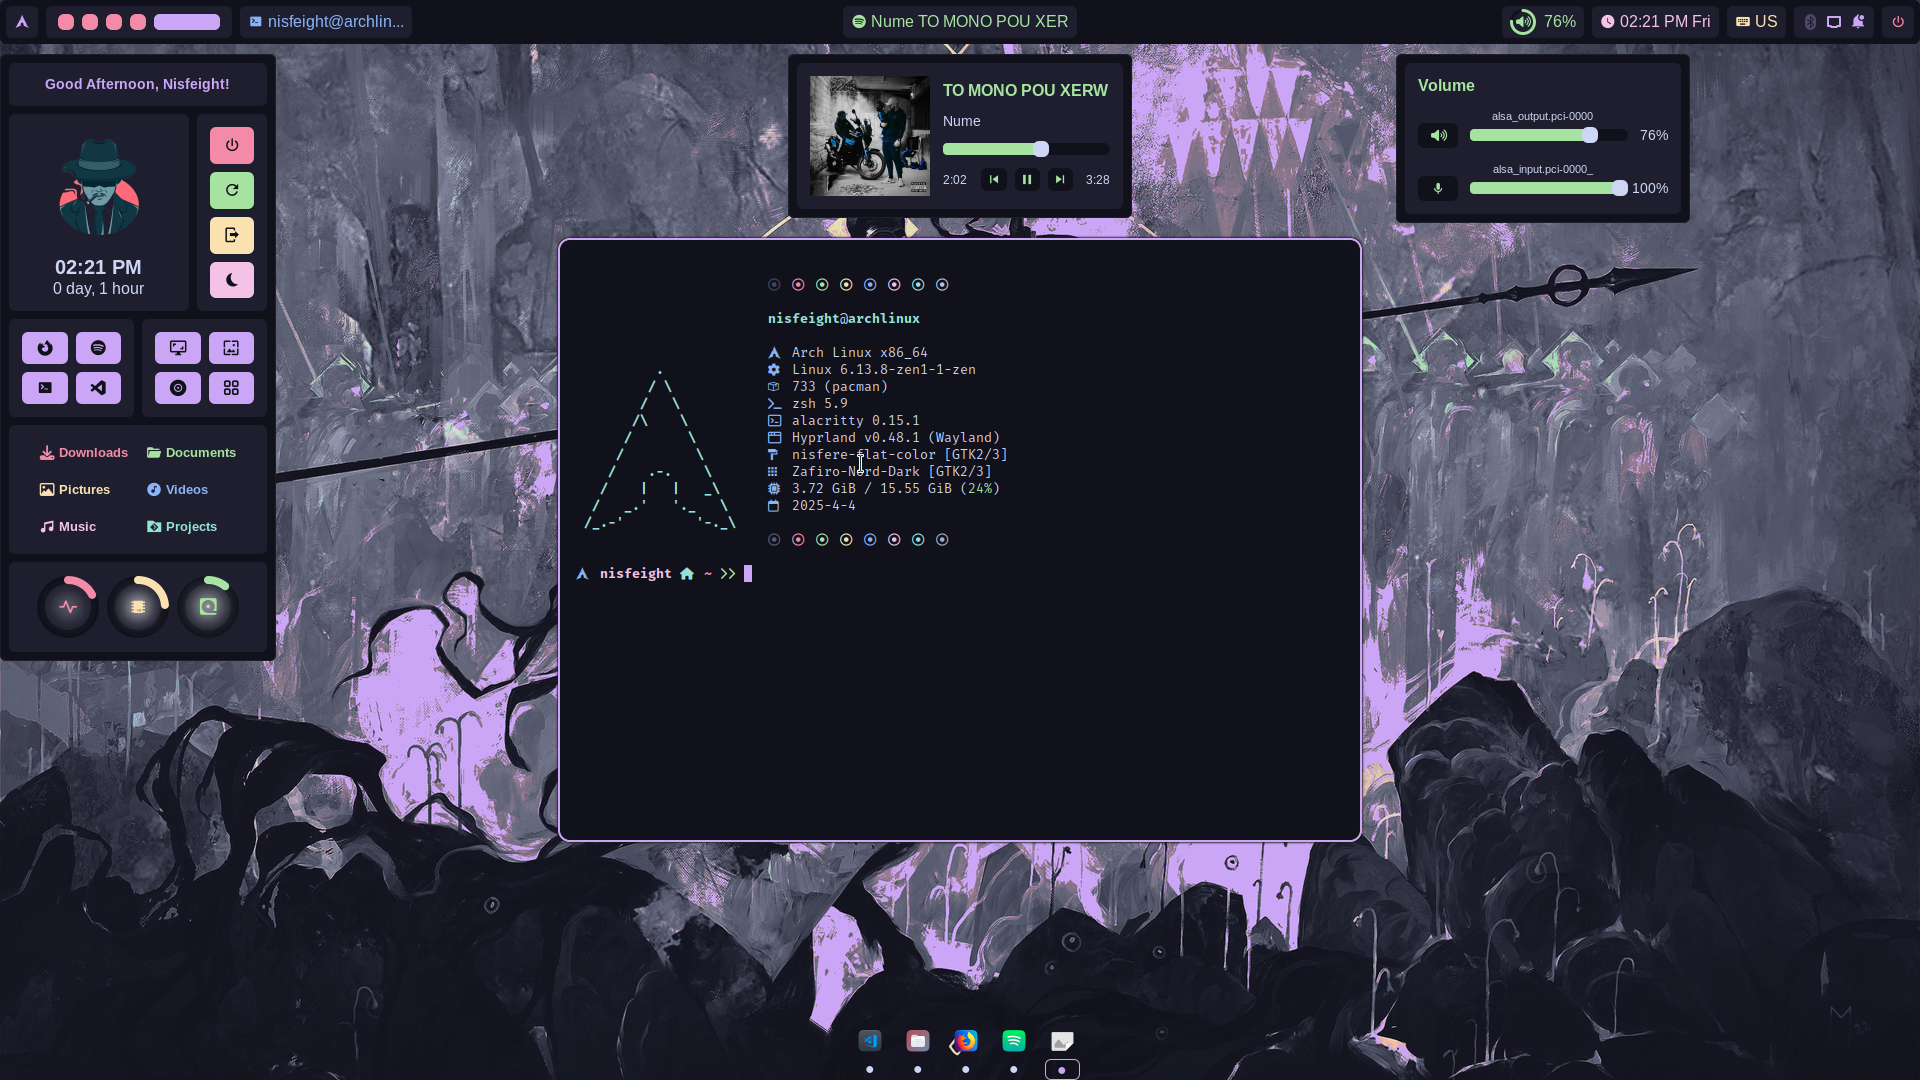 nisfeight@archlin...
Nume TO MONO POU XER
76%
02:21 PM Fri
US
Good Afternoon, Nisfeight!
02:21 PM
0 day, 1 hour
Downloads
Documents
Pictures
Videos
Music
Projects
TO MONO POU XERW
Nume
2:02
3:28
Volume
alsa_output.pci-0000
76%
alsa_input.pci-0000_
100%
nisfeight@archlinux
Arch Linux x86_64
Linux 6.13.8-zen1-1-zen
733 (pacman)
zsh 5.9
alacritty 0.15.1
Hyprland v0.48.1 (Wayland)
nisfere-flat-color [GTK2/3]
Zafiro-Nord-Dark [GTK2/3]
3.72 GiB / 15.55 GiB (24%)
2025-4-4
nisfeight ~ >>